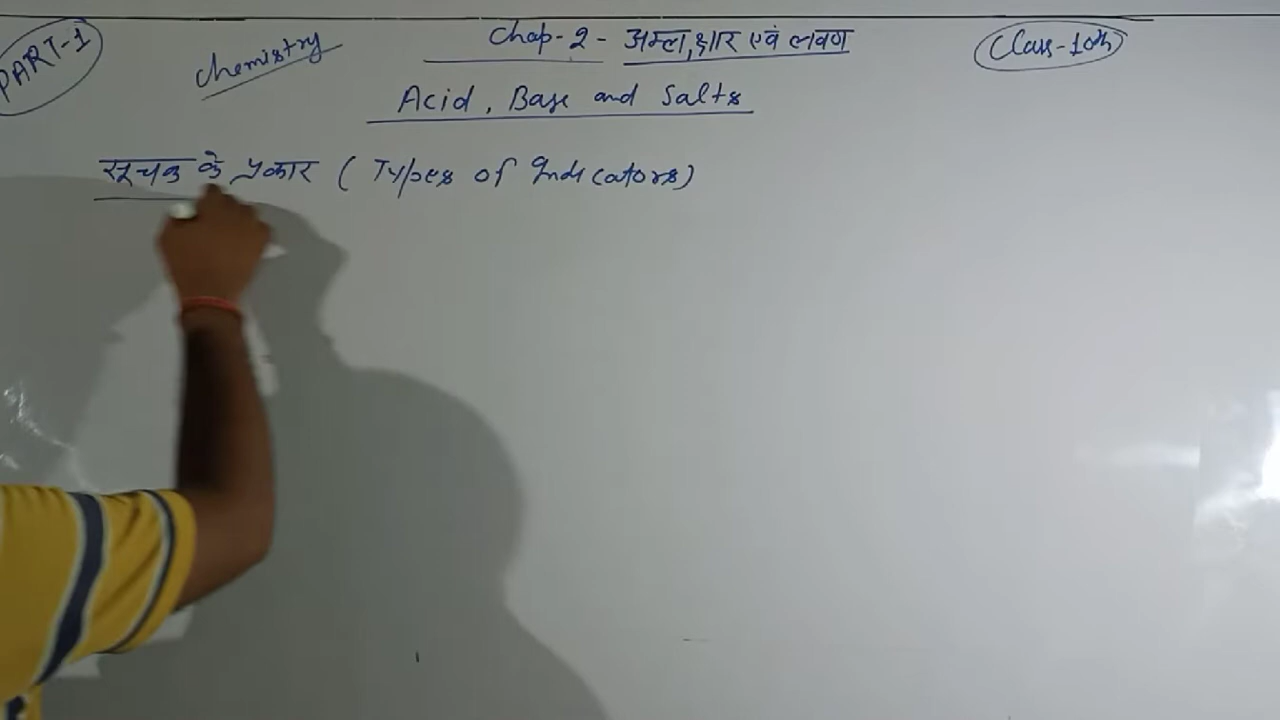 PART-1
chemistry
Chap-2- अम्ल,क्षार एवं लवण
Class-10th
Acid, Base and Salts
सूचक के प्रकार (Types of Indicators)